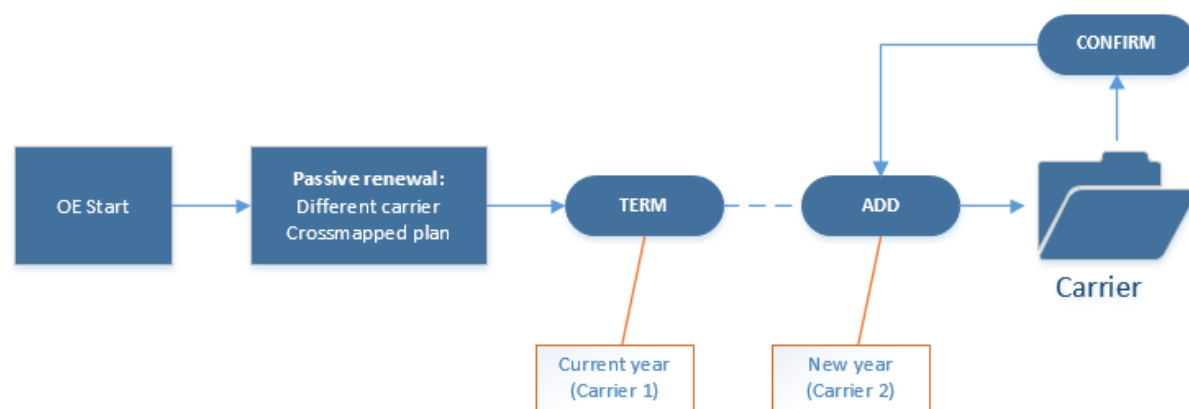 CONFIRM
OE Start
Passive renewal:
Different carrier
Crossmapped plan
TERM
ADD
Carrier
Current year
(Carrier 1)
New year
(Carrier 2)